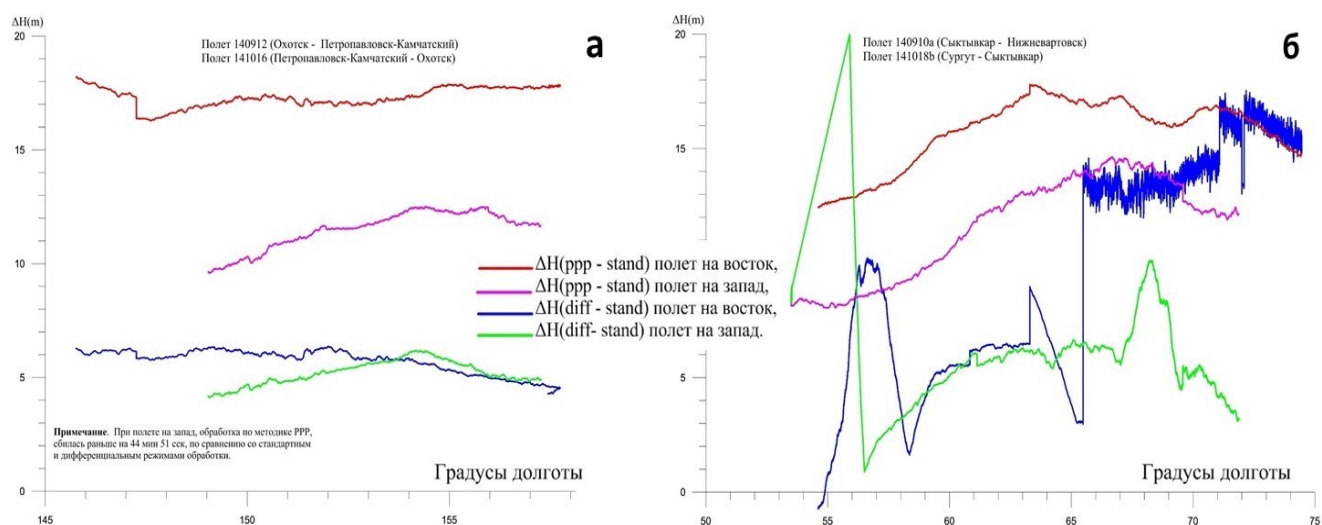 ΔH(m)
20
15
10
5
0
Полет 140912 (Охотск - Петропавловск-Камчатский)
Полет 141016 (Петропавловск-Камчатский - Охотск)
а
Примечание. При полете на запад, обработка по методике PPP,
сбилась раньше на 44 мин 51 сек, по сравнению со стандартным
и дифференциальным режимами обработки.
Градусы долготы
145 150 155
ΔH(ppp - stand) полет на восток,
ΔH(ppp - stand) полет на запад,
ΔH(diff - stand) полет на восток,
ΔH(diff- stand) полет на запад.
ΔH(m)
20
15
5
0
Полет 140910а (Сыктывкар - Нижневартовск)
Полет 141018b (Сургут - Сыктывкар)
б
Градусы долготы
50 55 60 65 70 75